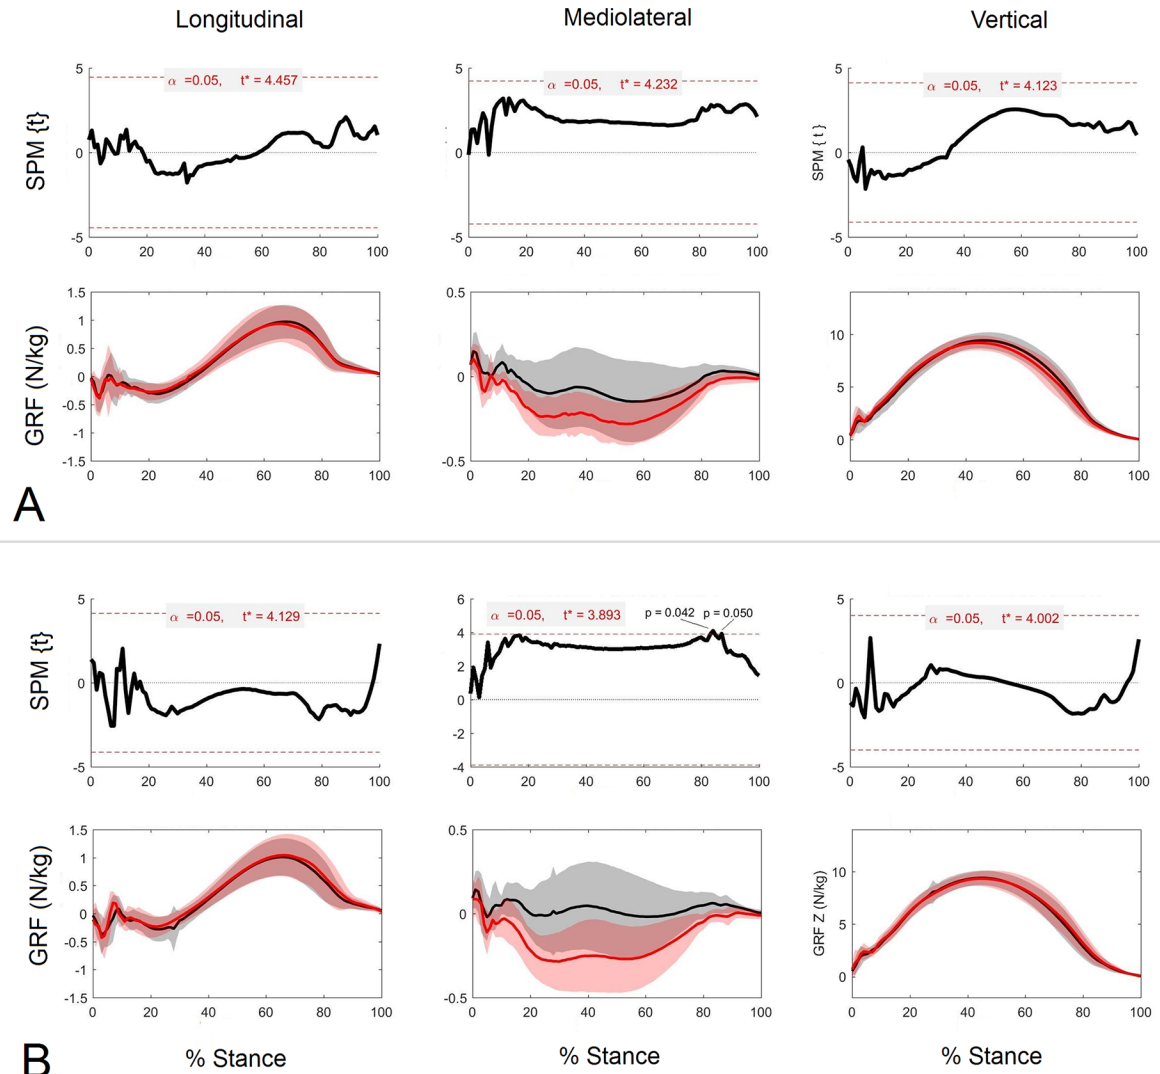 Longitudinal
Mediolateral
Vertical
SPM {t}
5
0
-5
α =0.05, t* = 4.457
0 20 40 60 80 100
5
0
-5
α =0.05, t* = 4.232
0 20 40 60 80 100
SPM { t }
5
0
-5
α =0.05, t* = 4.123
0 20 40 60 80 100
GRF (N/kg)
1.5
1
0.5
0
-0.5
-1
-1.5
0 20 40 60 80 100
0.5
0
-0.5
0 20 40 60 80 100
10
5
0
0 20 40 60 80 100
A
SPM {t}
5
0
-5
α =0.05, t* = 4.129
0 20 40 60 80 100
6
4
2
0
-2
-4
α =0.05, t* = 3.893
p = 0.042 p = 0.050
0 20 40 60 80 100
5
0
-5
α =0.05, t* = 4.002
0 20 40 60 80 100
GRF (N/kg)
1.5
1
0.5
0
-0.5
-1
-1.5
0 20 40 60 80 100
0.5
0
-0.5
0 20 40 60 80 100
GRF Z (N/kg)
10
5
0
0 20 40 60 80 100
B
% Stance
% Stance
% Stance